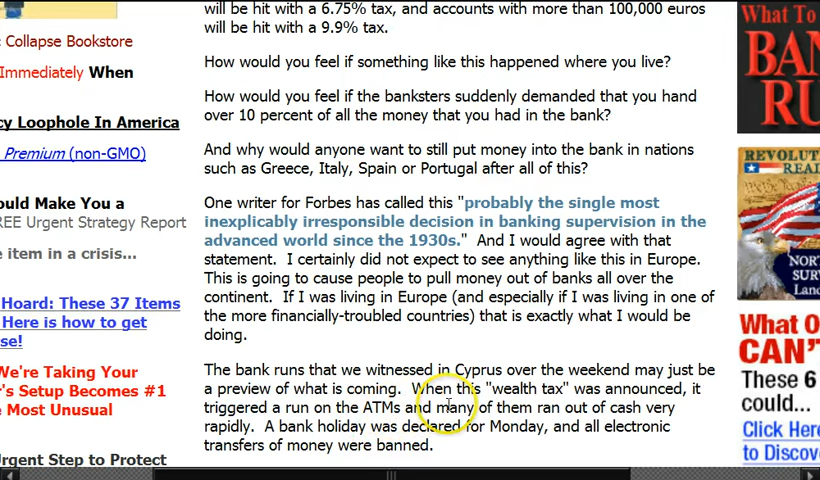 will be hit with a 6.75% tax, and accounts with more than 100,000 euros
will be hit with a 9.9% tax.
How would you feel if something like this happened where you live?
How would you feel if the banksters suddenly demanded that you hand
over 10 percent of all the money that you had in the bank?
And why would anyone want to still put money into the bank in nations
such as Greece, Italy, Spain or Portugal after all of this?
One writer for Forbes has called this "probably the single most
inexplicably irresponsible decision in banking supervision in the
advanced world since the 1930s." And I would agree with that
statement. I certainly did not expect to see anything like this in Europe.
This is going to cause people to pull money out of banks all over the
continent. If I was living in Europe (and especially if I was living in one of
the more financially-troubled countries) that is exactly what I would be
doing.
The bank runs that we witnessed in Cyprus over the weekend may just be
a preview of what is coming. When this "wealth tax" was announced, it
triggered a run on the ATMs and many of them ran out of cash very
rapidly. A bank holiday was declared for Monday, and all electronic
transfers of money were banned.
: Collapse Bookstore
Immediately When
cy Loophole In America
Premium (non-GMO)
ould Make You a
REE Urgent Strategy Report
e item in a crisis...
Hoard: These 37 Items
Here is how to get
se!
We're Taking Your
r's Setup Becomes #1
e Most Unusual
Urgent Step to Protect
What To
BAN
RU
REVOLUT
READ
NOR
SURV
Land
What O
CAN'T
These 6
could...
Click Here
to Discove